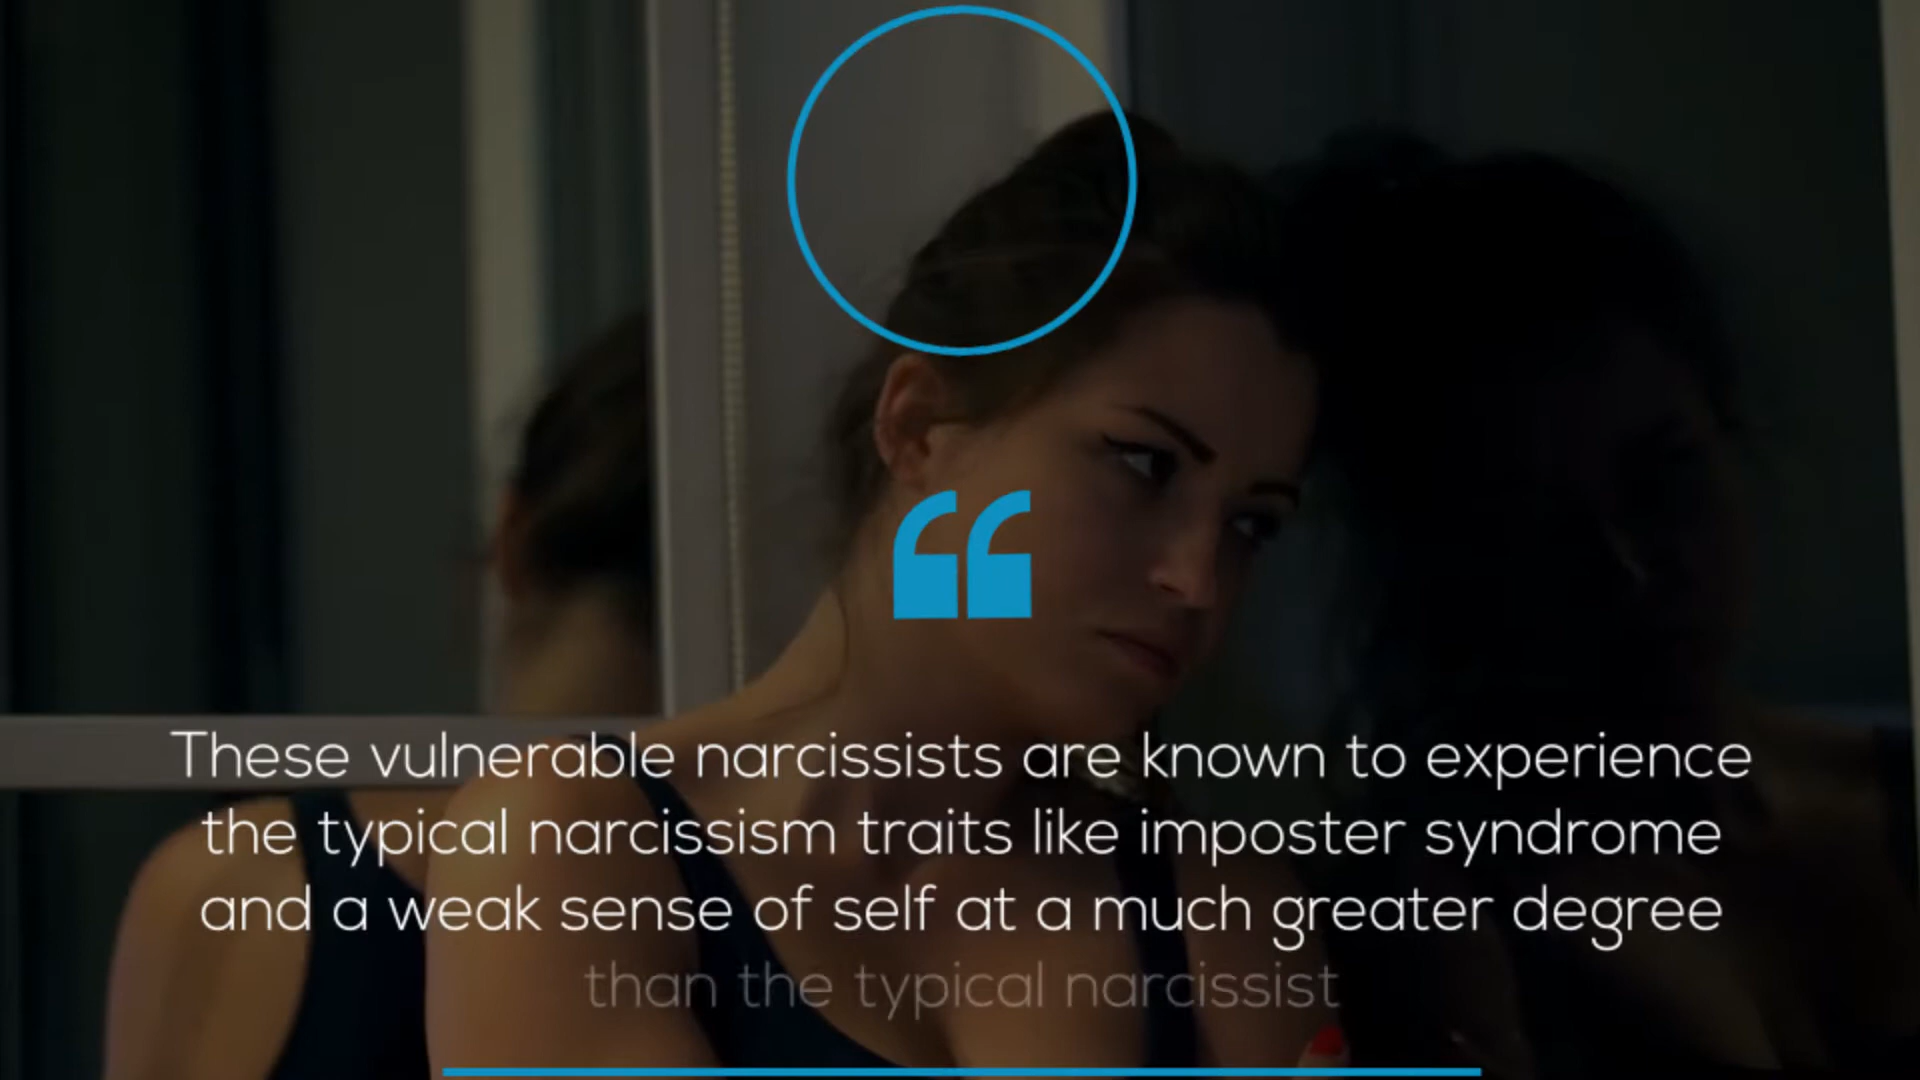 “
These vulnerable narcissists are known to experience
the typical narcissism traits like imposter syndrome
and a weak sense of self at a much greater degree
than the typical narcissist